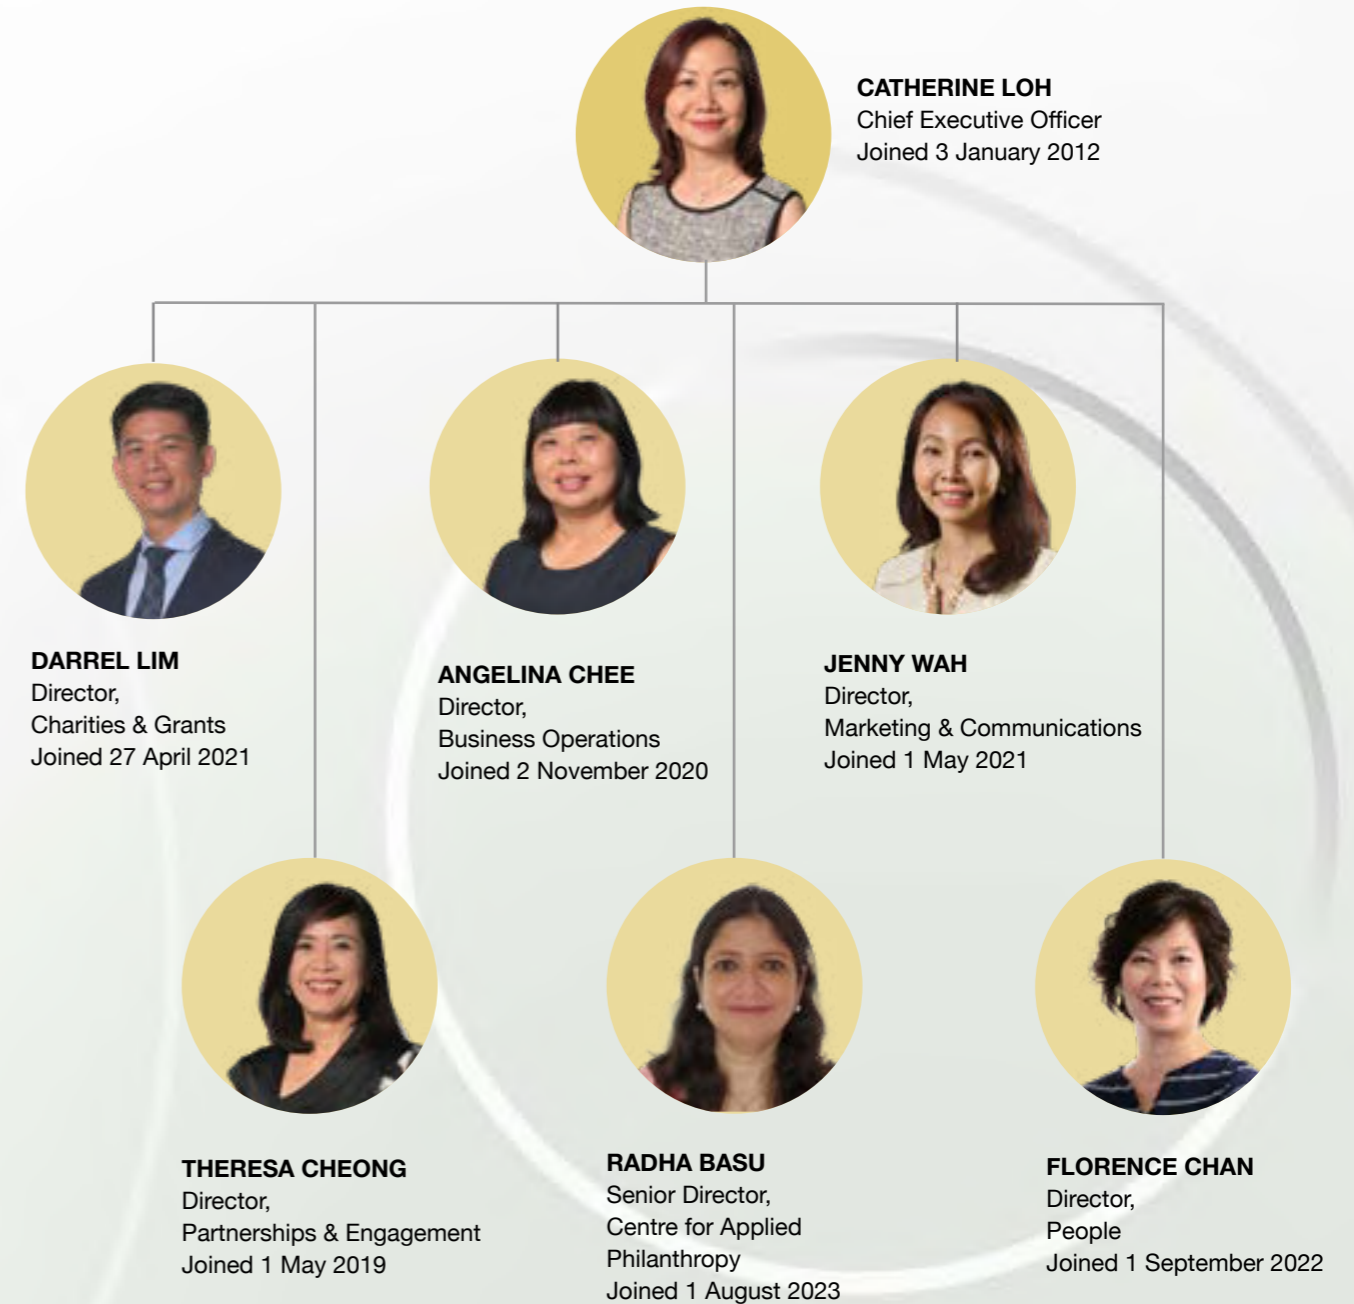 CATHERINE LOH
Chief Executive Officer
Joined 3 January 2012
DARREL LIM
Director,
Charities & Grants
Joined 27 April 2021
ANGELINA CHEE
Director,
Business Operations
Joined 2 November 2020
JENNY WAH
Director,
Marketing & Communications
Joined 1 May 2021
THERESA CHEONG
Director,
Partnerships & Engagement
Joined 1 May 2019
RADHA BASU
Senior Director,
Centre for Applied
Philanthropy
Joined 1 August 2023
FLORENCE CHAN
Director,
People
Joined 1 September 2022